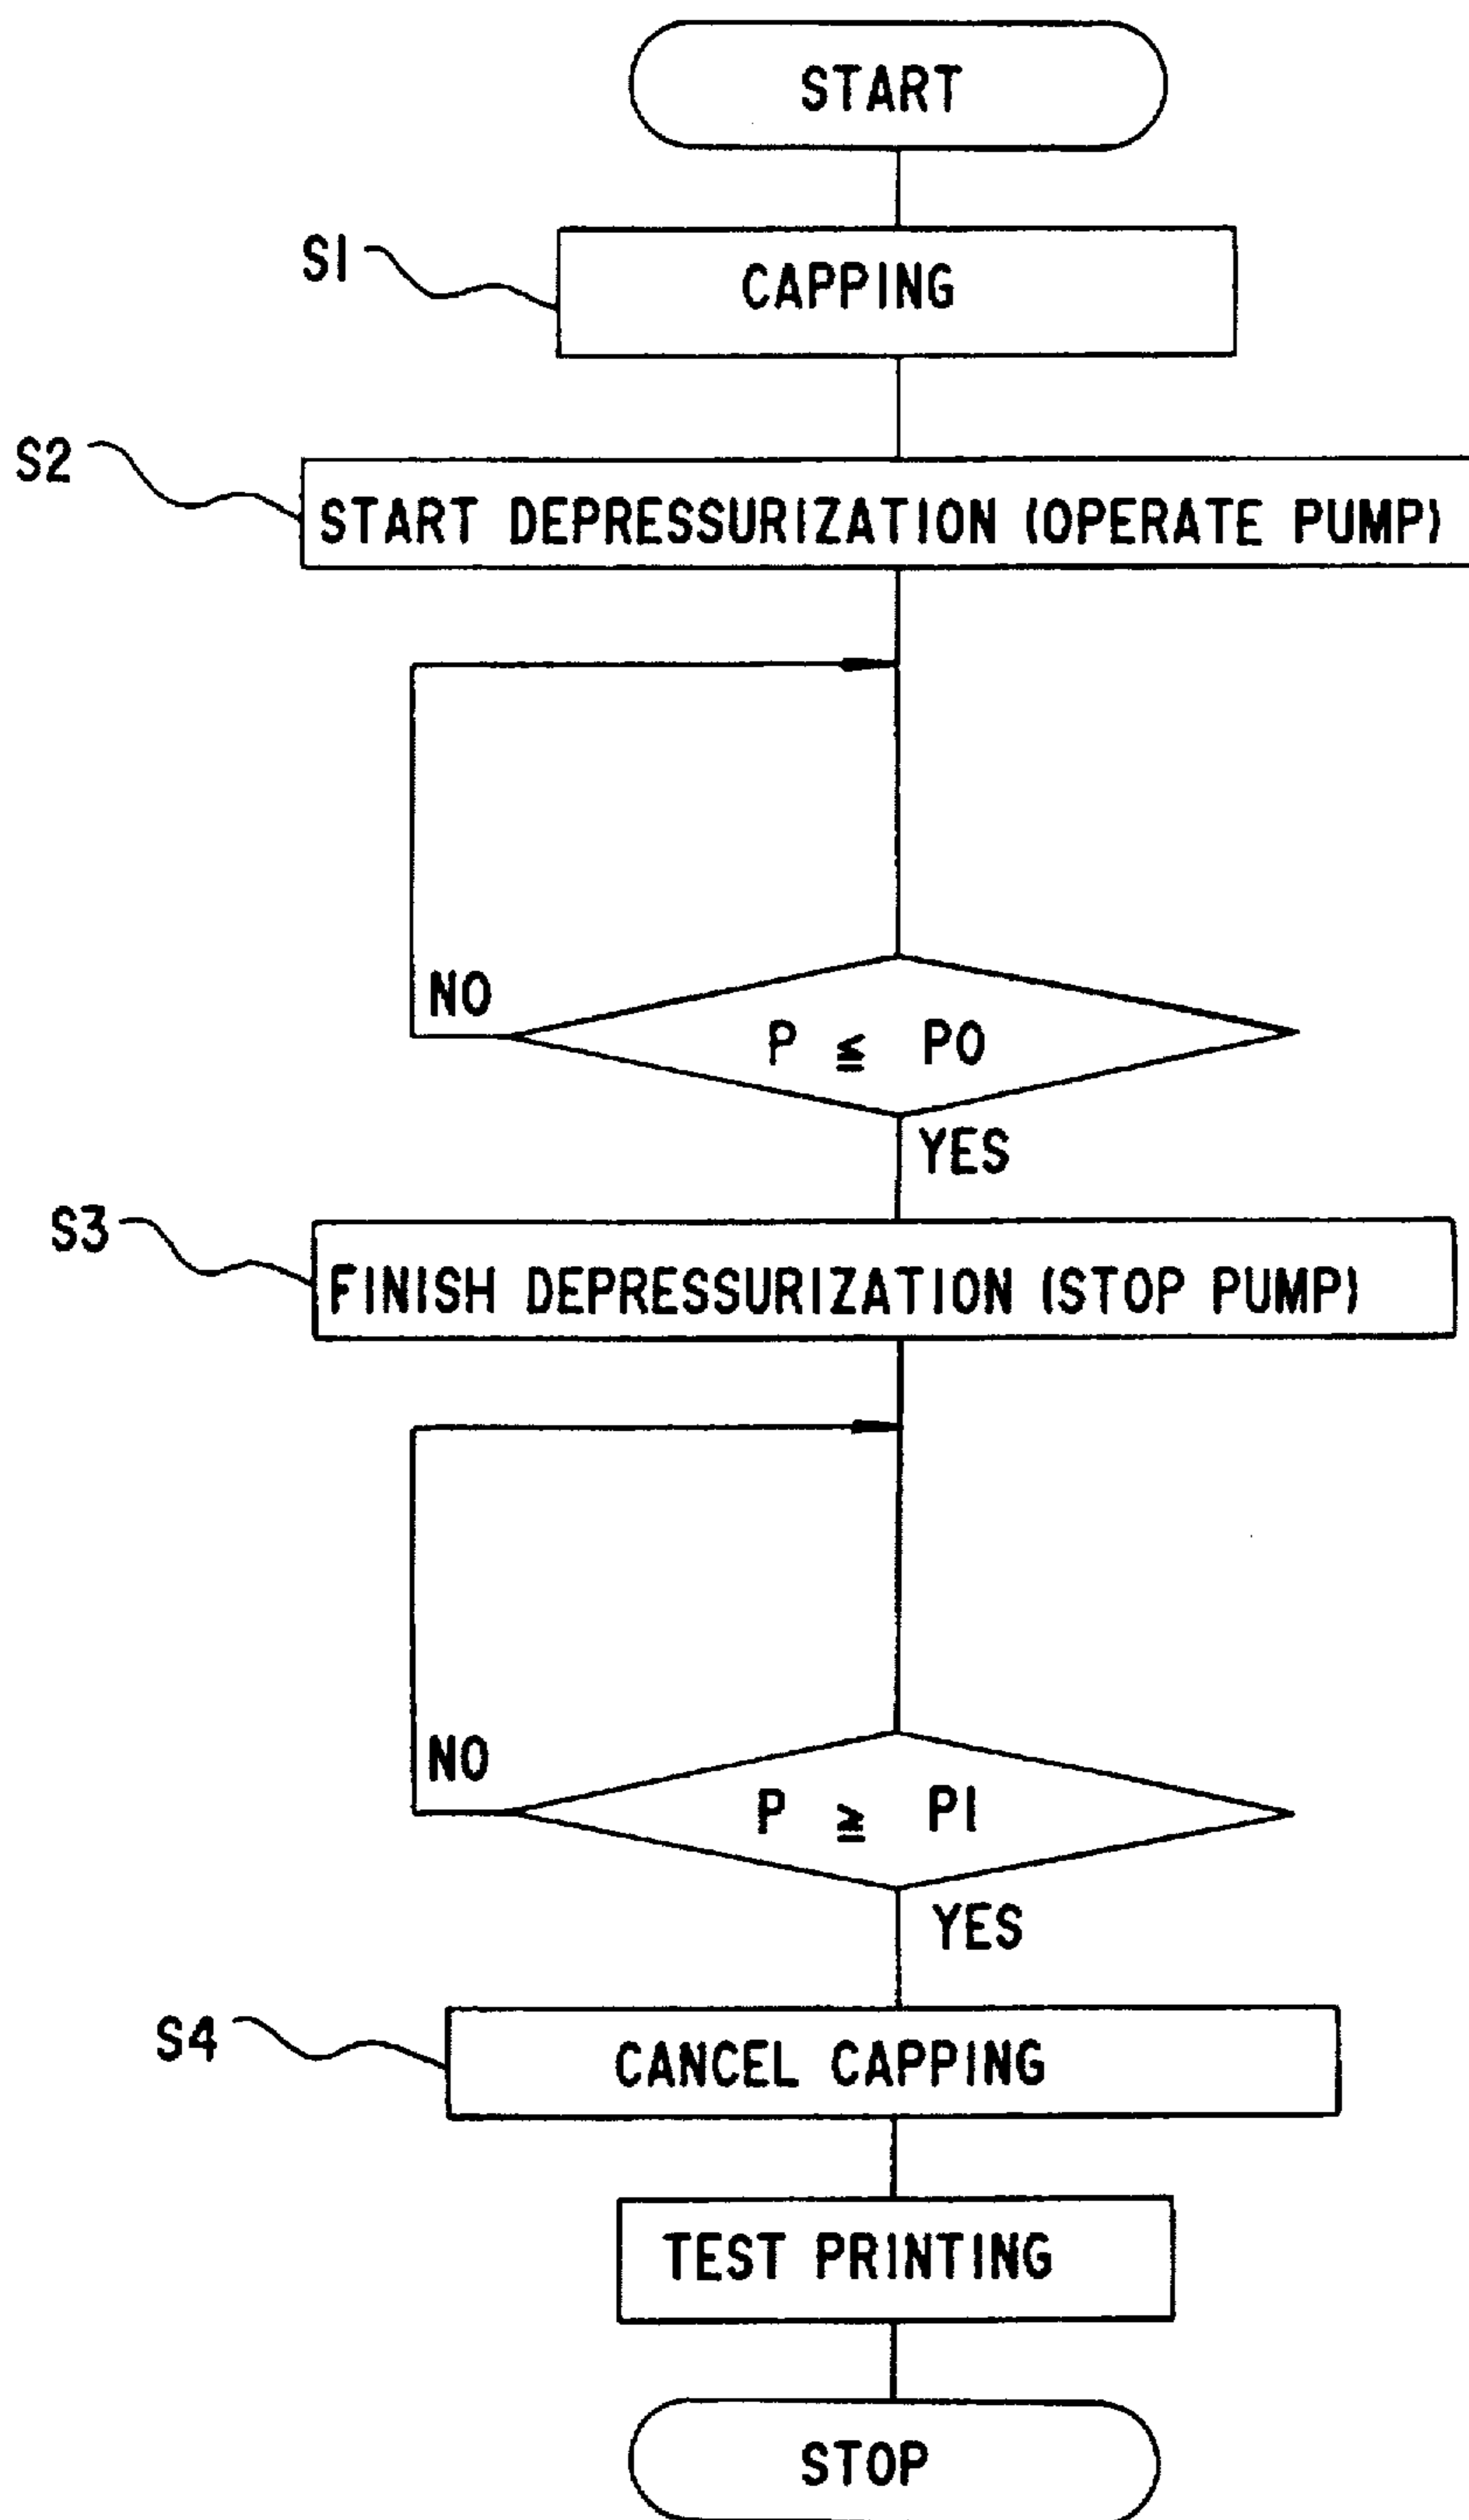 START
S1
CAPPING
S2
START DEPRESSURIZATION (OPERATE PUMP)
NO
P ≦ P0
YES
S3
FINISH DEPRESSURIZATION (STOP PUMP)
NO
P ≧ P1
YES
S4
CANCEL CAPPING
TEST PRINTING
STOP